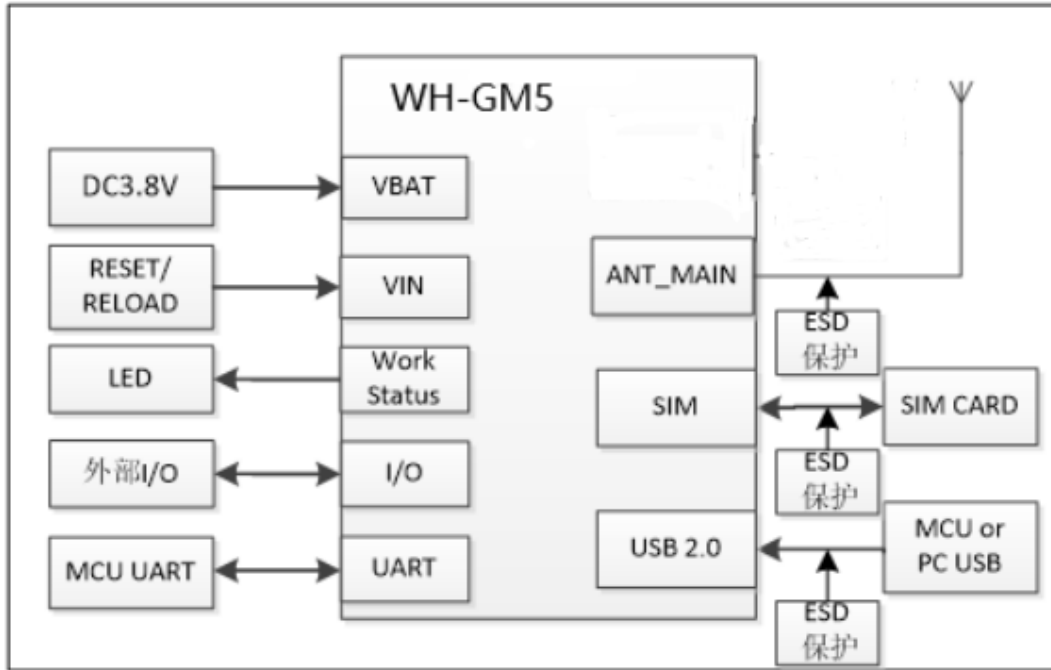 WH-GM5
DC3.8V
VBAT
RESET/
RELOAD
VIN
LED
Work
Status
外部I/O
I/O
MCU UART
UART
ANT_MAIN
ESD
保护
SIM
SIM CARD
ESD
保护
USB 2.0
MCU or
PC USB
ESD
保护